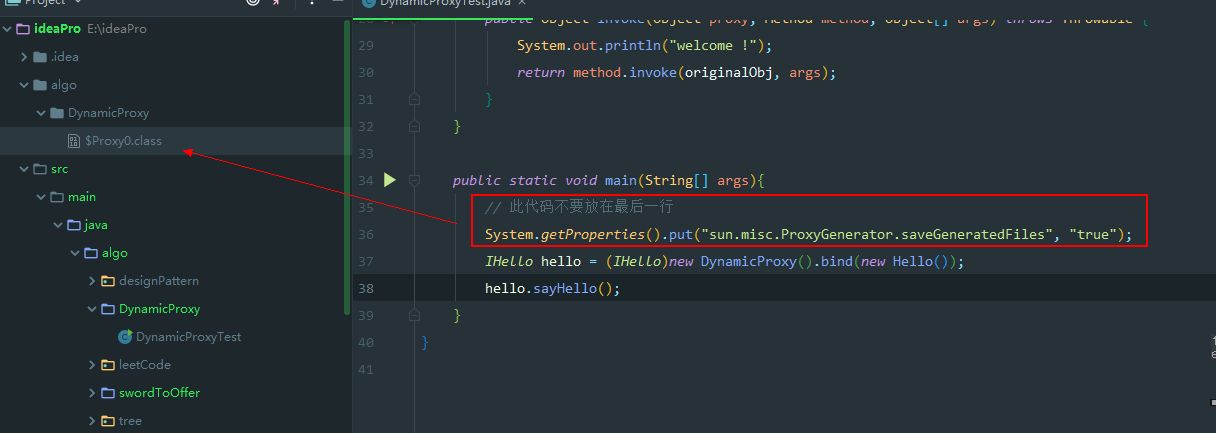 Project
DynamicProxyTest.java
ideaPro E:\ideaPro
.idea
algo
DynamicProxy
$Proxy0.class
src
main
java
algo
designPattern
DynamicProxy
DynamicProxyTest
leetCode
swordToOffer
tree
public Object invoke(Object proxy, Method method, Object[] args) throws Throwable {
29 System.out.println("welcome !");
30 return method.invoke(originalObj, args);
31 }
32 }
33
34 public static void main(String[] args){
35 // 此代码不要放在最后一行
36 System.getProperties().put("sun.misc.ProxyGenerator.saveGeneratedFiles", "true");
37 IHello hello = (IHello)new DynamicProxy().bind(new Hello());
38 hello.sayHello();
39 }
40 }
41